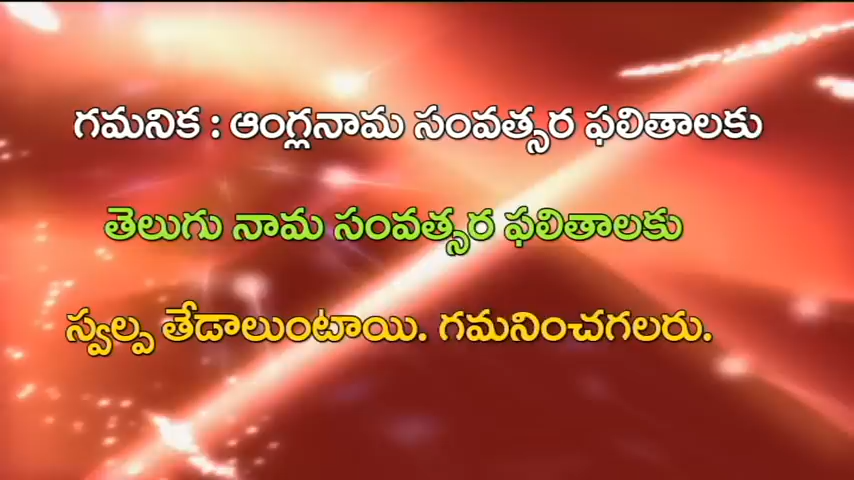 గమనిక : ఆంగ్లనామ సంవత్సర ఫలితాలకు
తెలుగు నామ సంవత్సర ఫలితాలకు
స్వల్ప తేడాలుంటాయి. గమనించగలరు.